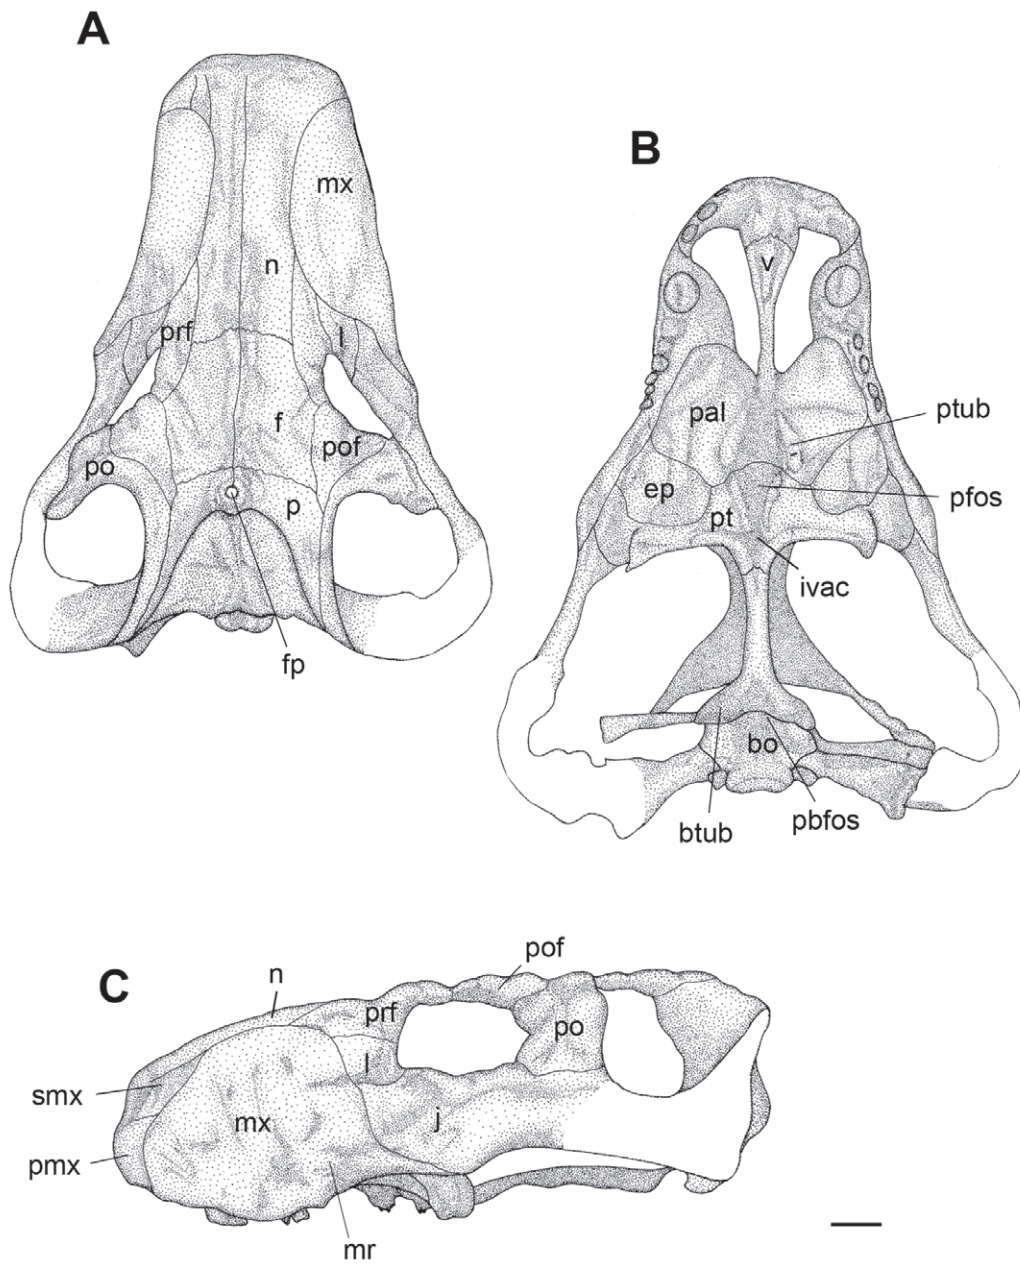 A
mx
n
prf
l
f
pof
po
p
fp
B
v
pal
ptub
ep
pfos
pt
ivac
bo
btub
pbfos
C
pof
n
prf
po
l
smx
mx
j
pmx
mr